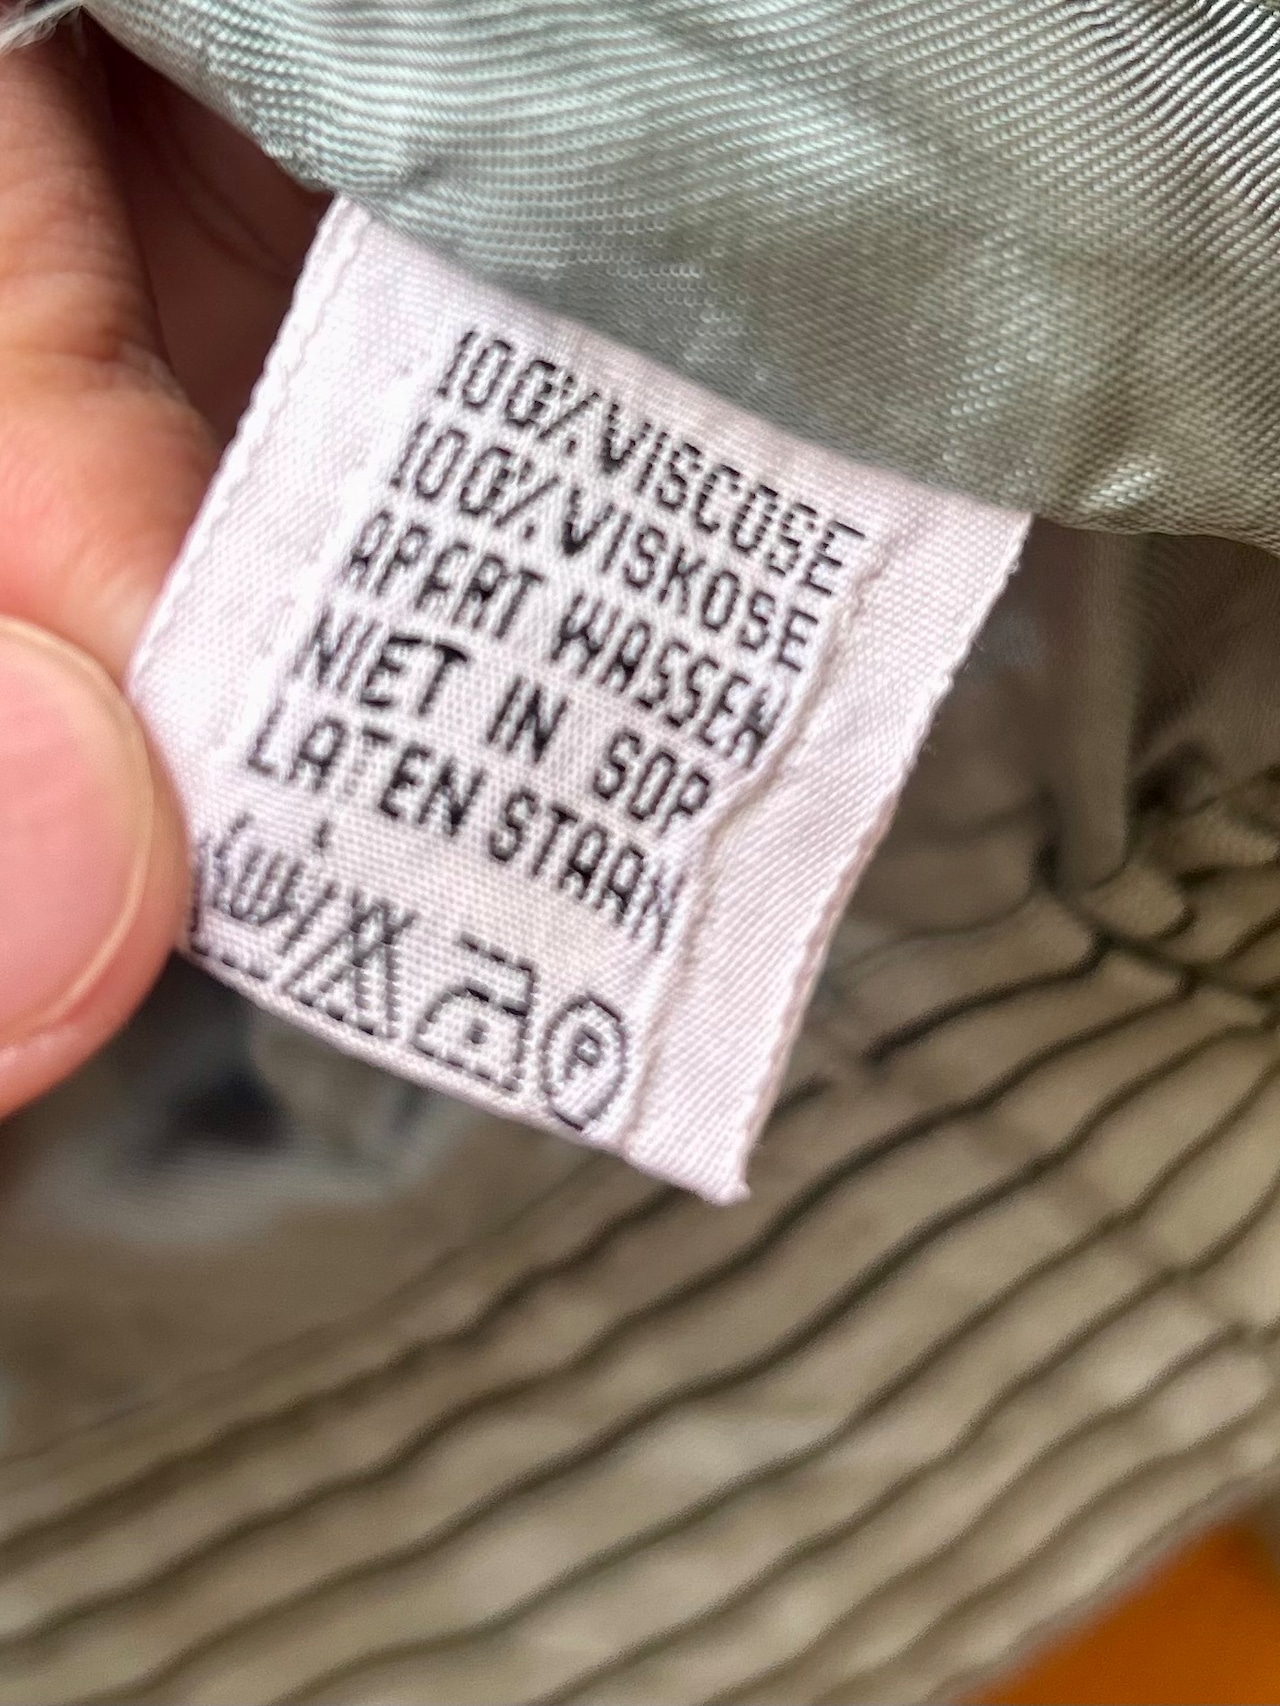 100% VISCOSE
100% VISKOSE
APART WASSEN
NIET IN SOP
LATEN STAAN
P